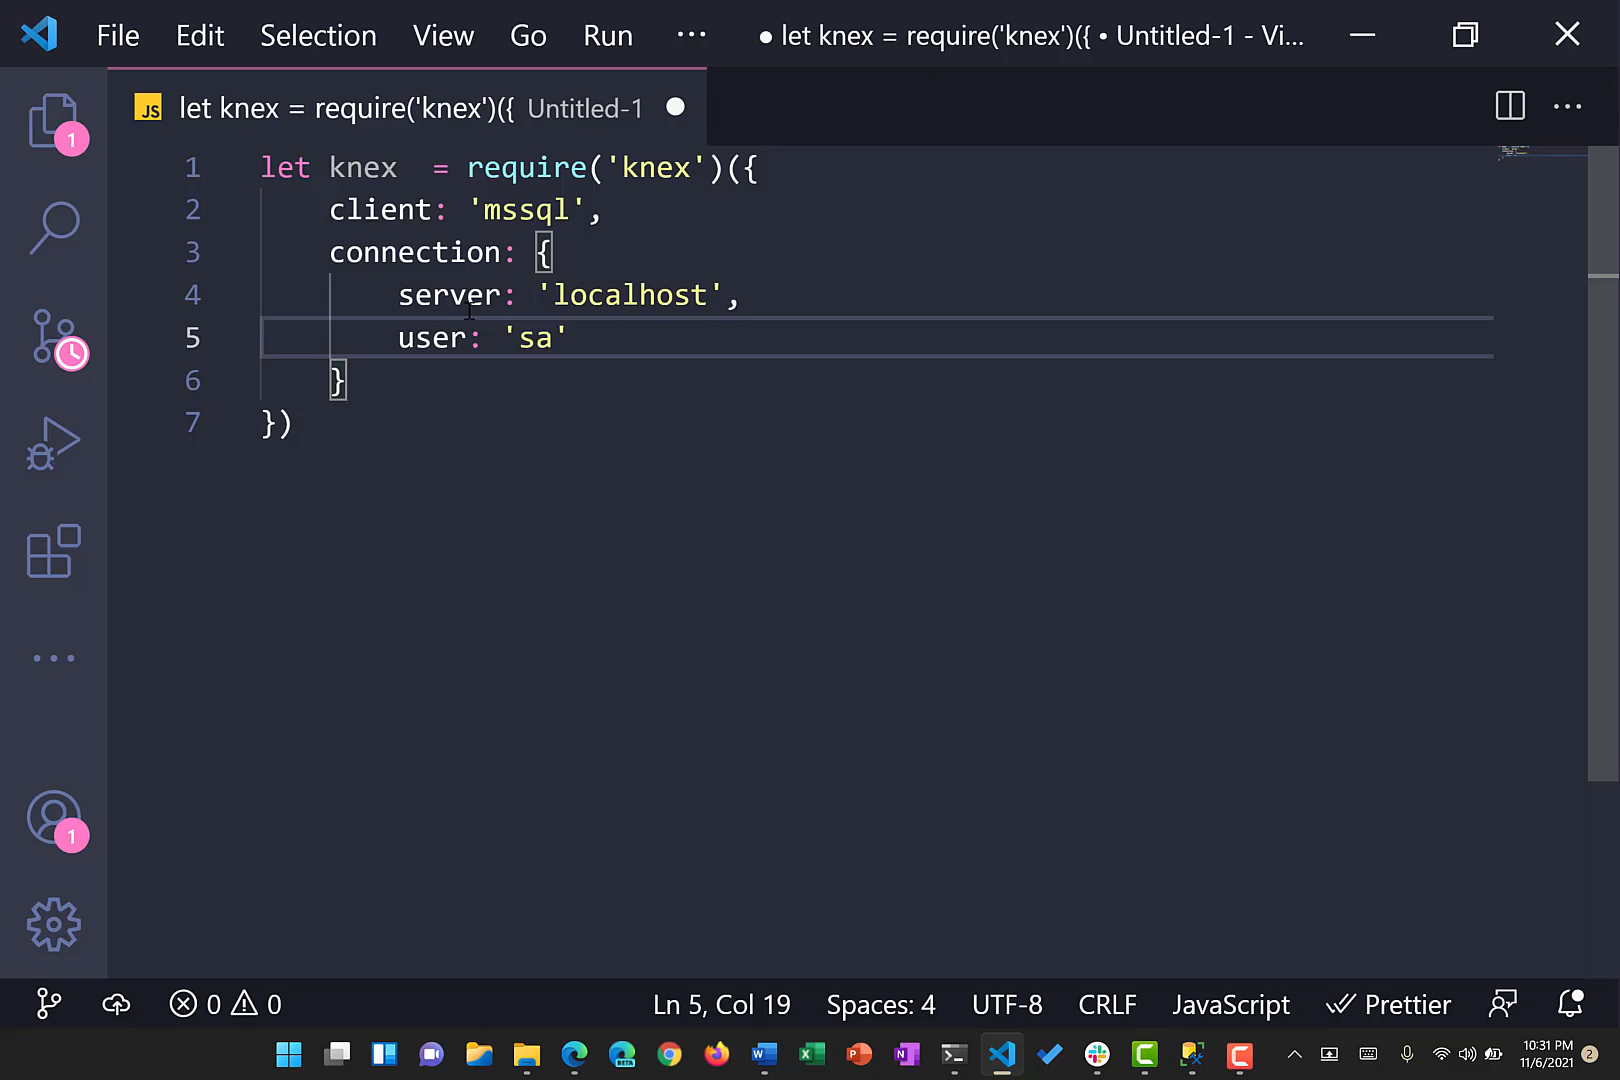 File Edit Selection View Go Run ··· ● let knex = require('knex')({ • Untitled-1 - Vi...
JS let knex = require('knex')({ Untitled-1
1 let knex  = require('knex')({
2     client: 'mssql',
3     connection: {
4         server: 'localhost',
5         user: 'sa'
6     }
7 })
1
1
0 0 Ln 5, Col 19 Spaces: 4 UTF-8 CRLF JavaScript Prettier
BETA
10:31 PM
11/6/2021
2